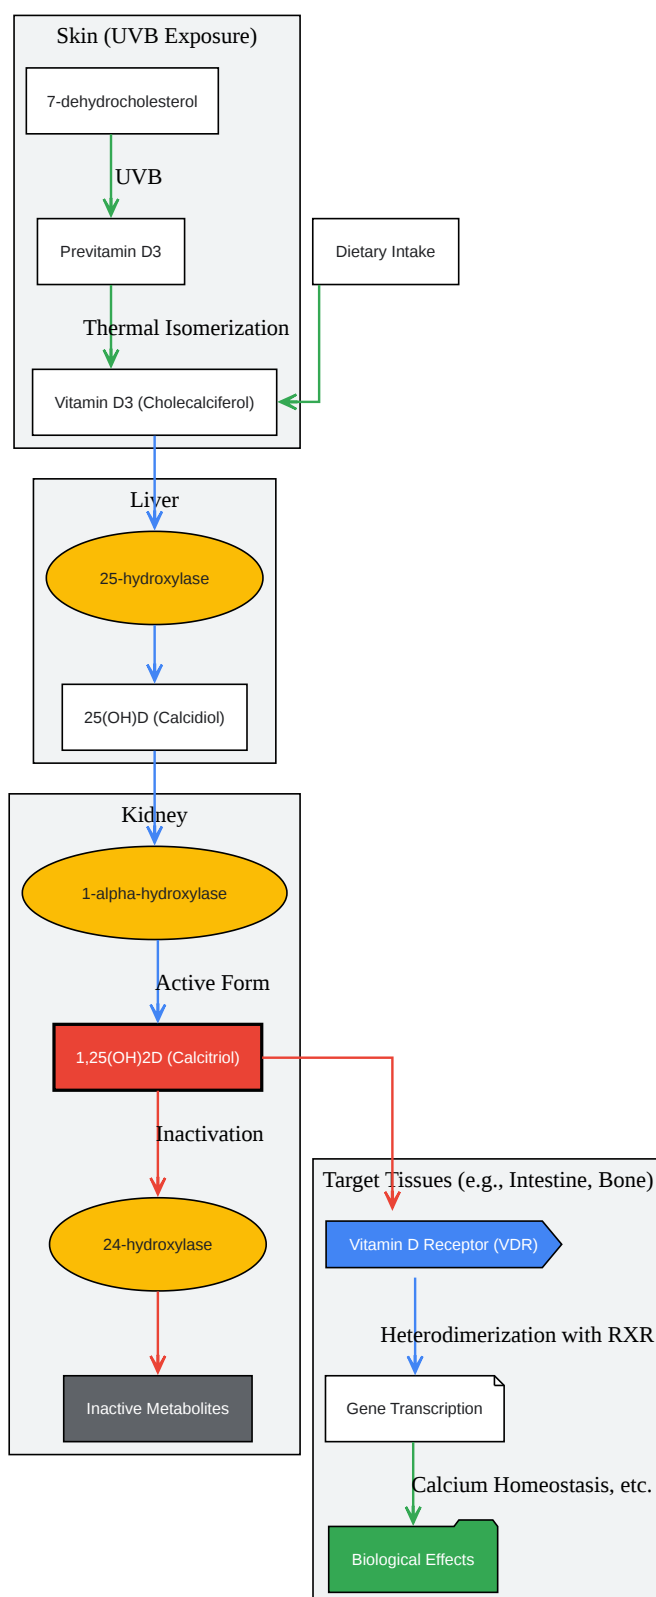 Skin (UVB Exposure)
7-dehydrocholesterol
UVB
Previtamin D3
Dietary Intake
Thermal Isomerization
Vitamin D3 (Cholecalciferol)
Liver
25-hydroxylase
25(OH)D (Calcidiol)
Kidney
1-alpha-hydroxylase
Active Form
1,25(OH)2D (Calcitriol)
Inactivation
24-hydroxylase
Inactive Metabolites
Target Tissues (e.g., Intestine, Bone)
Vitamin D Receptor (VDR)
Heterodimerization with RXR
Gene Transcription
Calcium Homeostasis, etc.
Biological Effects